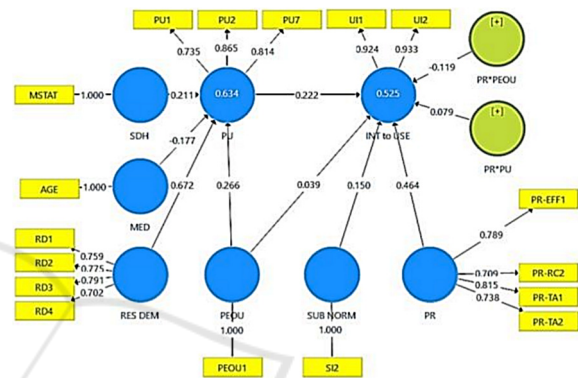 PU1 PU2 PU7 UI1 UI2
[+]
0.735 0.865 0.814 0.924 0.933
-0.119 PR*PEOU
MSTAT 1.000 0.211 0.634 0.222 0.525
[+]
0.079
SDH PU INT to USE
PR*PU
-0.177
AGE 1.000 0.672 0.266 0.039 0.150 0.464
PR-EFF1
MED
0.789
RD1 0.759
RD2 0.775
RD3 0.791
RD4 0.702
0.709 PR-RC2
0.815 PR-TA1
0.738 PR-TA2
RES DEM PEOU SUB NORM PR
1.000 1.000
PEOU1 SI2